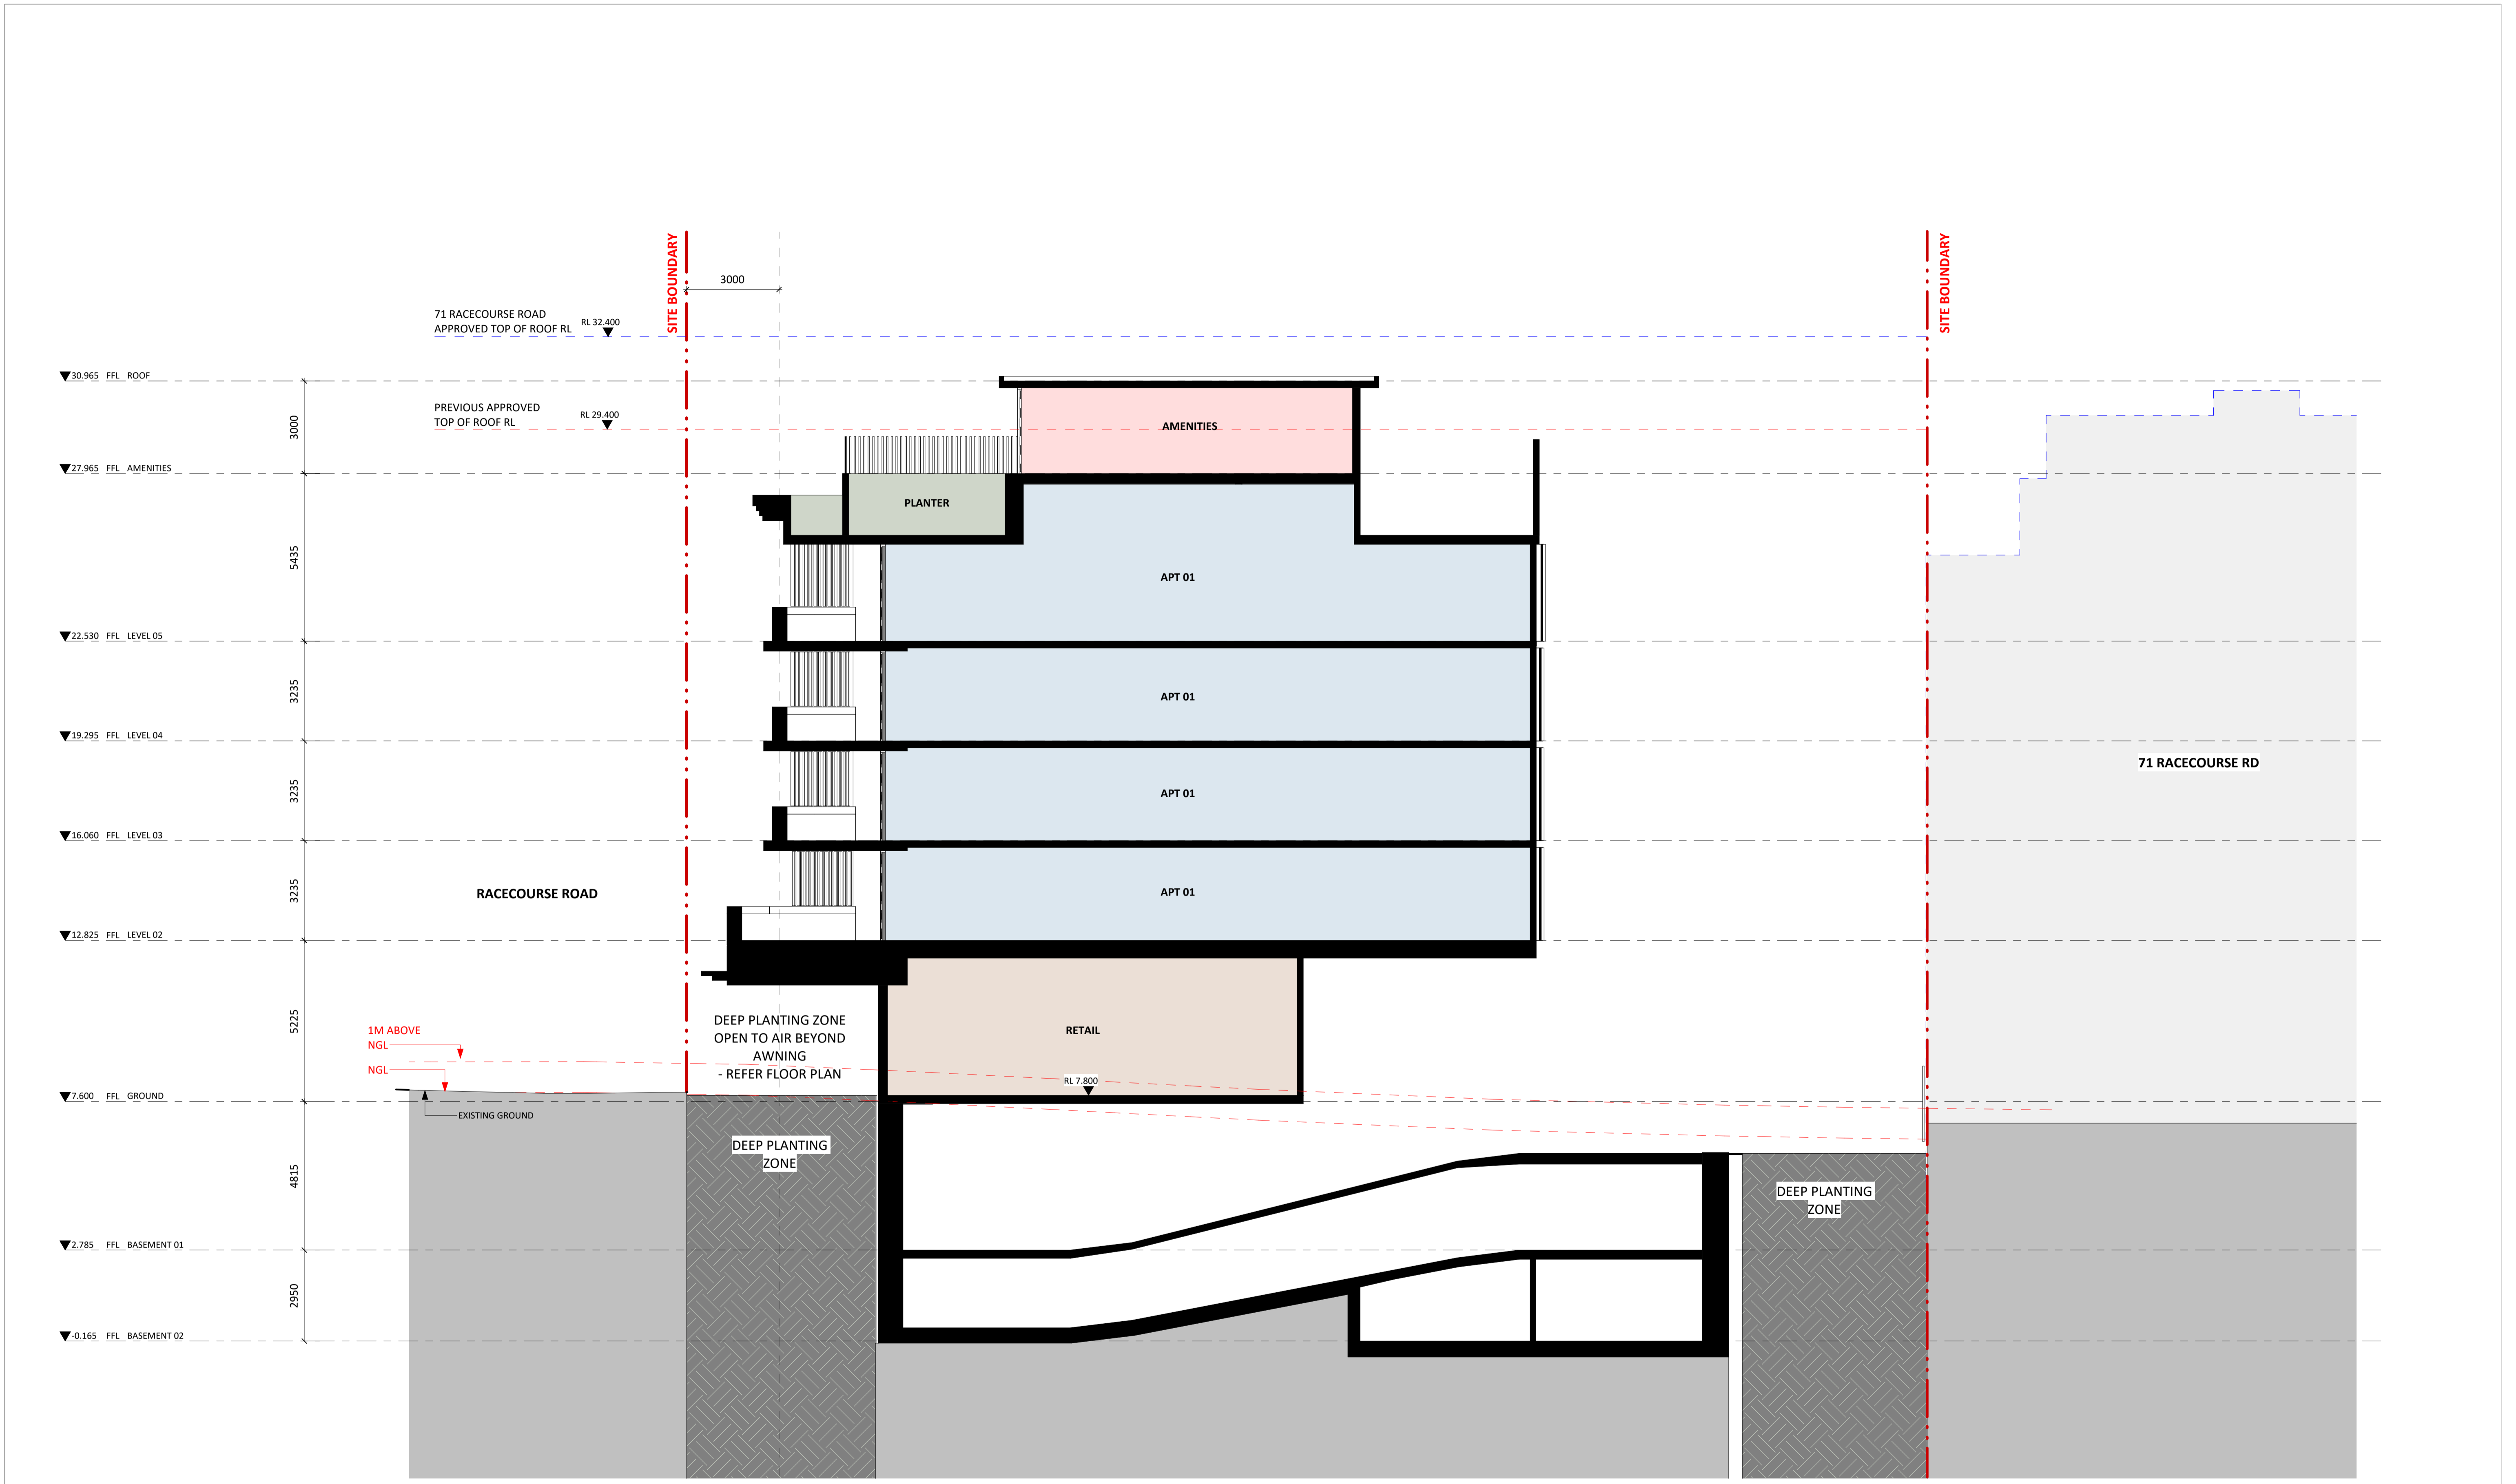 SITE BOUNDARY
SITE BOUNDARY
3000
71 RACECOURSE ROAD
APPROVED TOP OF ROOF RL
RL 32.400
30.965 FFL ROOF
PREVIOUS APPROVED
TOP OF ROOF RL
RL 29.400
3000
AMENITIES
27.965 FFL AMENITIES
PLANTER
5435
APT 01
22.530 FFL LEVEL 05
3235
APT 01
19.295 FFL LEVEL 04
71 RACECOURSE RD
3235
APT 01
16.060 FFL LEVEL 03
3235
RACECOURSE ROAD
APT 01
12.825 FFL LEVEL 02
5225
DEEP PLANTING ZONE
OPEN TO AIR BEYOND
AWNING
- REFER FLOOR PLAN
RETAIL
1M ABOVE
NGL
NGL
RL 7.800
7.600 FFL GROUND
EXISTING GROUND
DEEP PLANTING
ZONE
4815
DEEP PLANTING
ZONE
2.785 FFL BASEMENT 01
2950
-0.165 FFL BASEMENT 02